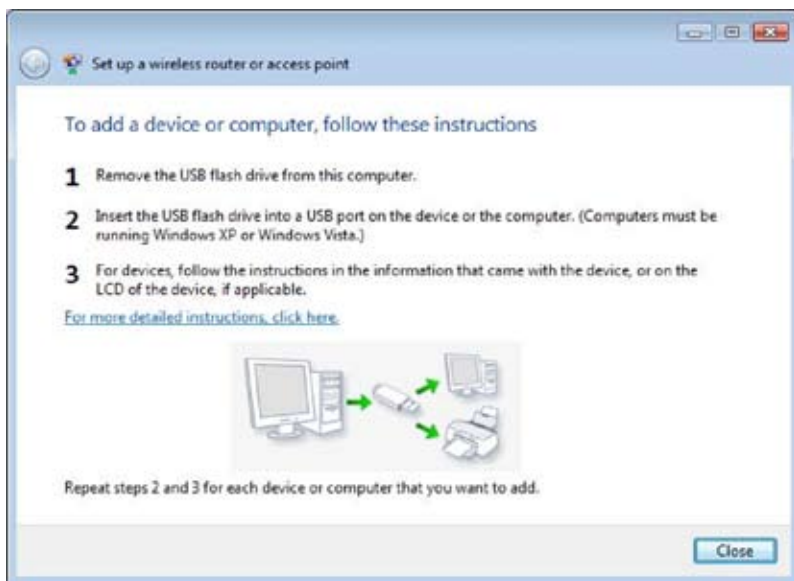 Set up a wireless router or access point
To add a device or computer, follow these instructions
1 Remove the USB flash drive from this computer.
2 Insert the USB flash drive into a USB port on the device or the computer. (Computers must be
running Windows XP or Windows Vista.)
3 For devices, follow the instructions in the information that came with the device, or on the
LCD of the device, if applicable.
For more detailed instructions, click here.
Repeat steps 2 and 3 for each device or computer that you want to add.
Close